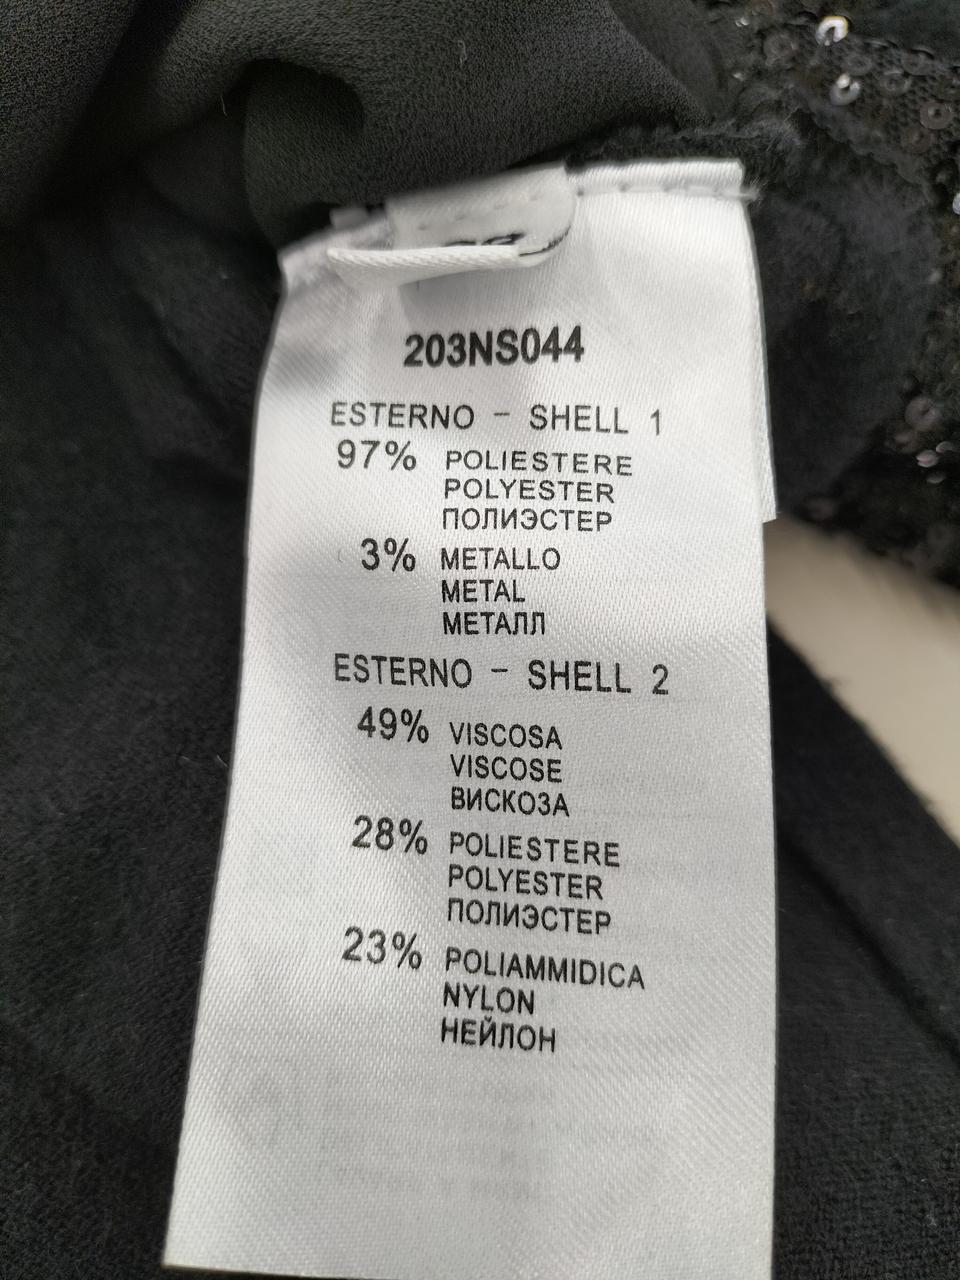 203NS044
ESTERNO - SHELL 1
97% POLIESTERE
POLYESTER
ПОЛИЭСТЕР
3% METALLO
METAL
МЕТАЛЛ
ESTERNO - SHELL 2
49% VISCOSA
VISCOSE
ВИСКОЗА
28% POLIESTERE
POLYESTER
ПОЛИЭСТЕР
23% POLIAMMIDICA
NYLON
НЕЙЛОН